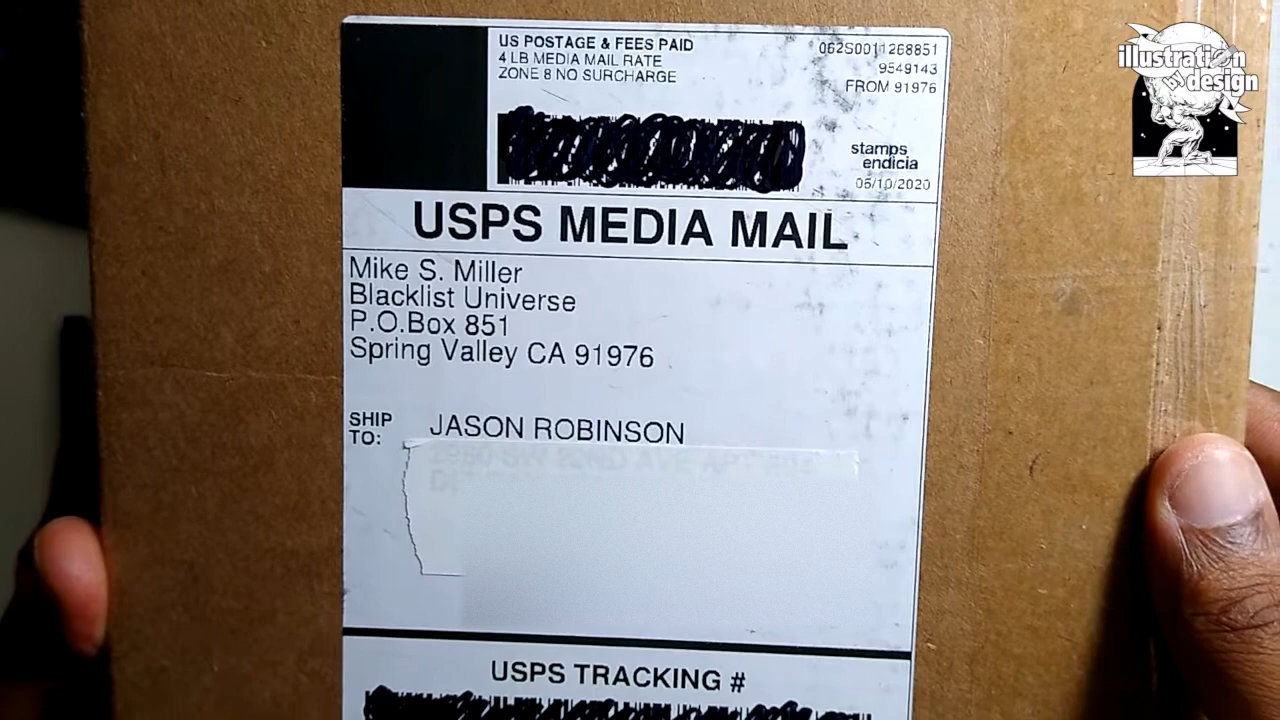 US POSTAGE & FEES PAID
4 LB MEDIA MAIL RATE
ZONE 8 NO SURCHARGE
062S0011268851
9549143
FROM 91976
stamps
endicia
05/10/2020
USPS MEDIA MAIL
Mike S. Miller
Blacklist Universe
P.O.Box 851
Spring Valley CA 91976
SHIP
TO:
JASON ROBINSON
USPS TRACKING #
illustration
design